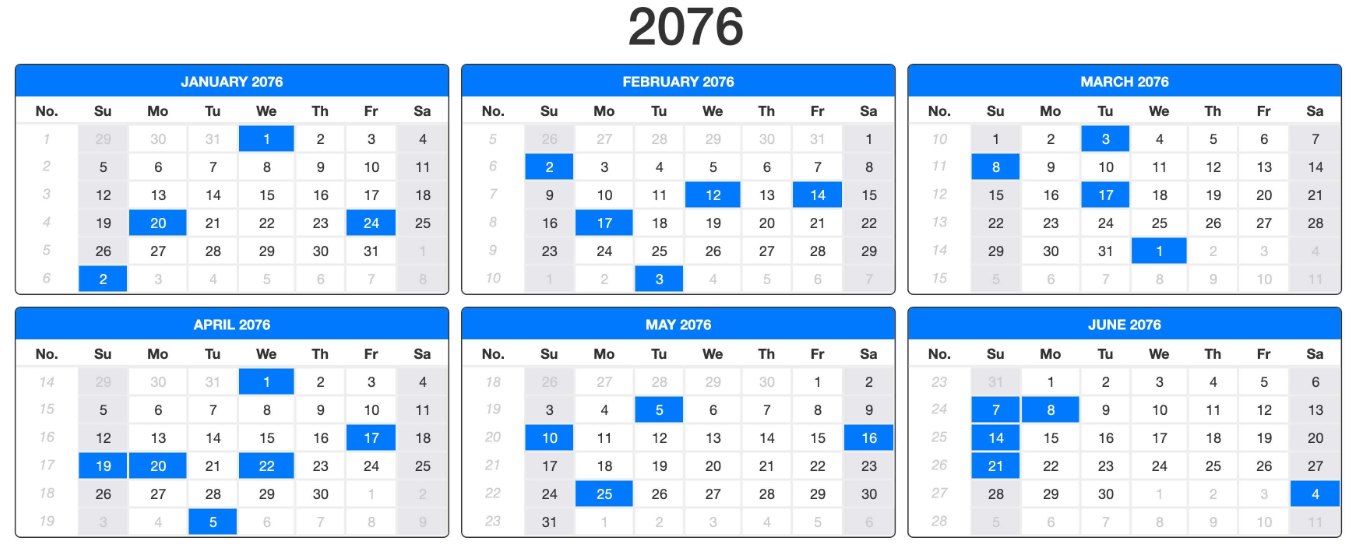 2076
JANUARY 2076 FEBRUARY 2076 MARCH 2076
No. Su Mo Tu We Th Fr Sa No. Su Mo Tu We Th Fr Sa No. Su Mo Tu We Th Fr Sa
1 29 30 31 1 2 3 4 5 26 27 28 29 30 31 1 10 1 2 3 4 5 6 7
2 5 6 7 8 9 10 11 6 2 3 4 5 6 7 8 11 8 9 10 11 12 13 14
3 12 13 14 15 16 17 18 7 9 10 11 12 13 14 15 12 15 16 17 18 19 20 21
4 19 20 21 22 23 24 25 8 16 17 18 19 20 21 22 13 22 23 24 25 26 27 28
5 26 27 28 29 30 31 1 9 23 24 25 26 27 28 29 14 29 30 31 1 2 3 4
6 2 3 4 5 6 7 8 10 1 2 3 4 5 6 7 15 5 6 7 8 9 10 11
APRIL 2076 MAY 2076 JUNE 2076
No. Su Mo Tu We Th Fr Sa No. Su Mo Tu We Th Fr Sa No. Su Mo Tu We Th Fr Sa
14 29 30 31 1 2 3 4 18 26 27 28 29 30 1 2 23 31 1 2 3 4 5 6
15 5 6 7 8 9 10 11 19 3 4 5 6 7 8 9 24 7 8 9 10 11 12 13
16 12 13 14 15 16 17 18 20 10 11 12 13 14 15 16 25 14 15 16 17 18 19 20
17 19 20 21 22 23 24 25 21 17 18 19 20 21 22 23 26 21 22 23 24 25 26 27
18 26 27 28 29 30 1 2 22 24 25 26 27 28 29 30 27 28 29 30 1 2 3 4
19 3 4 5 6 7 8 9 23 31 1 2 3 4 5 6 28 5 6 7 8 9 10 11